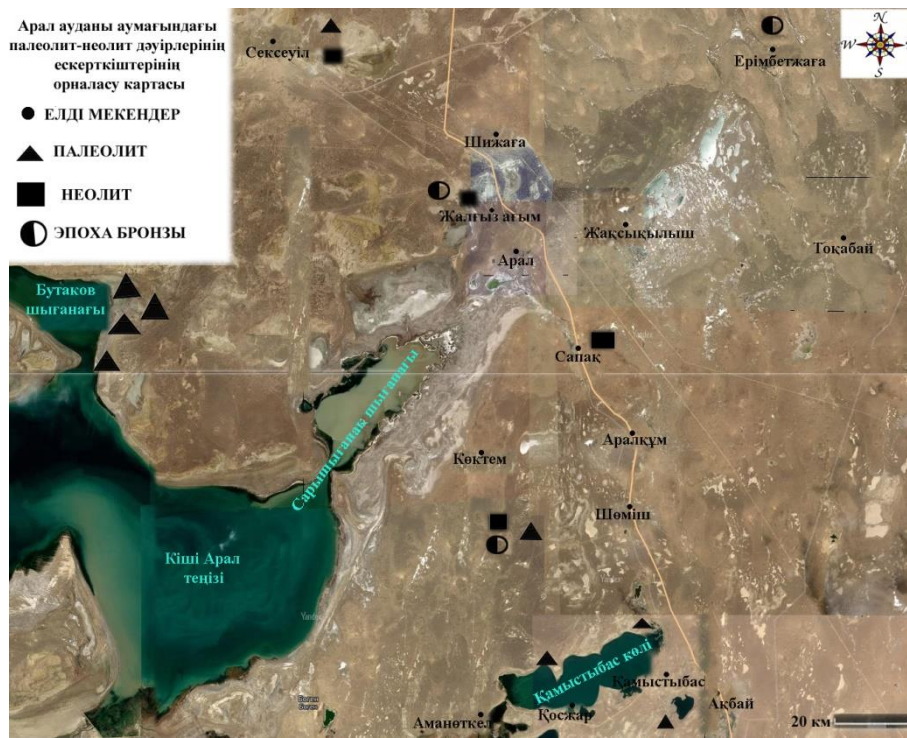 Арал ауданы аумағындағы
палеолит-неолит дәуірлерінің
ескерткіштерінің
орналасу картасы
ЕЛДІ МЕКЕНДЕР
ПАЛЕОЛИТ
НЕОЛИТ
ЭПОХА БРОНЗЫ
Сексеуіл
Ерімбетжаға
N
W
S
Шижаға
Жалғыз ағым
Жақсықылыш
Тоқабай
Арал
Бутаков
шығанағы
Сапақ
Сарышығанақ шығанағы
Аралқұм
Көктем
Шөміш
Кіші Арал
теңізі
Yandex
Қамыстыбас көлі
Қамыстыбас
Ақбай
Қосжар
Аманөткел
20 км